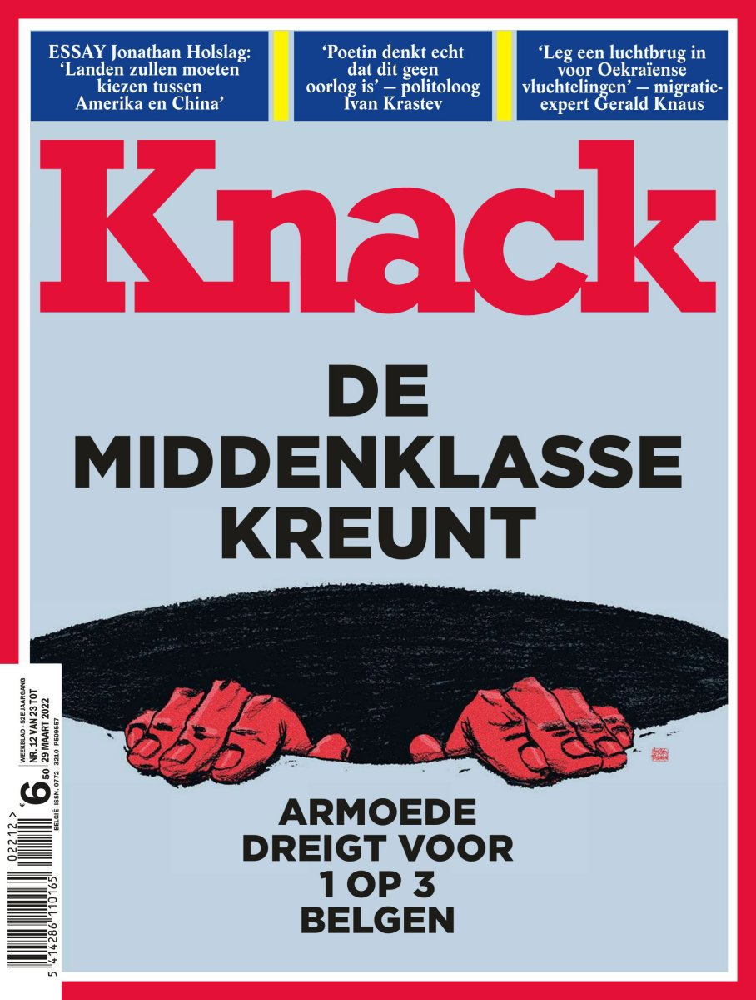 ESSAY Jonathan Holslag:
‘Landen zullen moeten
kiezen tussen
Amerika en China’
‘Poetin denkt echt
dat dit geen
oorlog is’ – politoloog
Ivan Krastev
‘Leg een luchtbrug in
voor Oekraïense
vluchtelingen’ – migratie-
expert Gerald Knaus
Knack
DE
MIDDENKLASSE
KREUNT
ARMOEDE
DREIGT VOOR
1 OP 3
BELGEN
WEEKBLAD - 52E JAARGANG
NR. 12 VAN 23 TOT
29 MAART 2022
€6 50
BELGIË ISSN. 0772 - 3210 P509557
02212 >
5 414286 110165